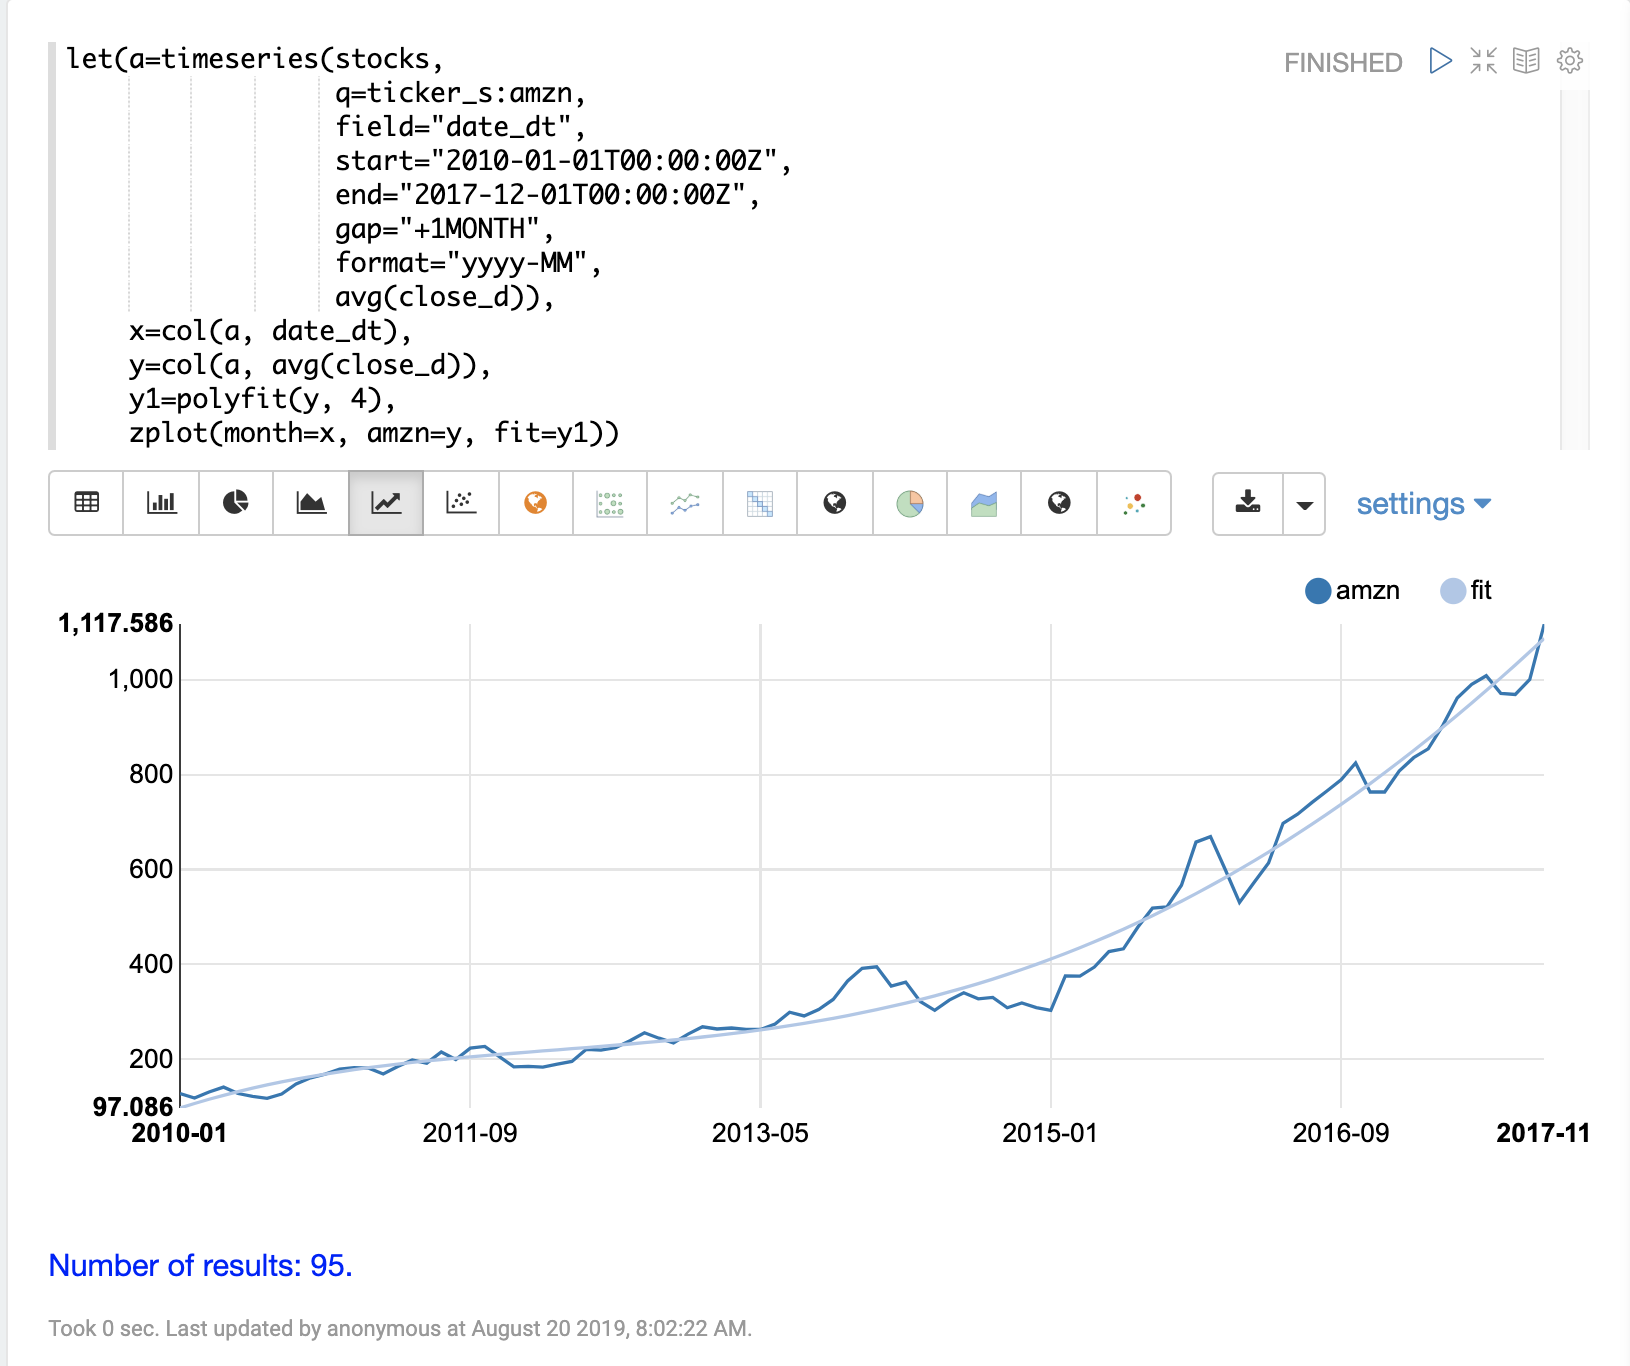 let(a=timeseries(stocks,
q=ticker_s:amzn,
field="date_dt",
start="2010-01-01T00:00:00Z",
end="2017-12-01T00:00:00Z",
gap="+1MONTH",
format="yyyy-MM",
avg(close_d)),
x=col(a, date_dt),
y=col(a, avg(close_d)),
y1=polyfit(y, 4),
zplot(month=x, amzn=y, fit=y1))
FINISHED
settings
amzn fit
1,117.586
1,000
800
600
400
200
97.086
2010-01 2011-09 2013-05 2015-01 2016-09 2017-11
Number of results: 95.
Took 0 sec. Last updated by anonymous at August 20 2019, 8:02:22 AM.